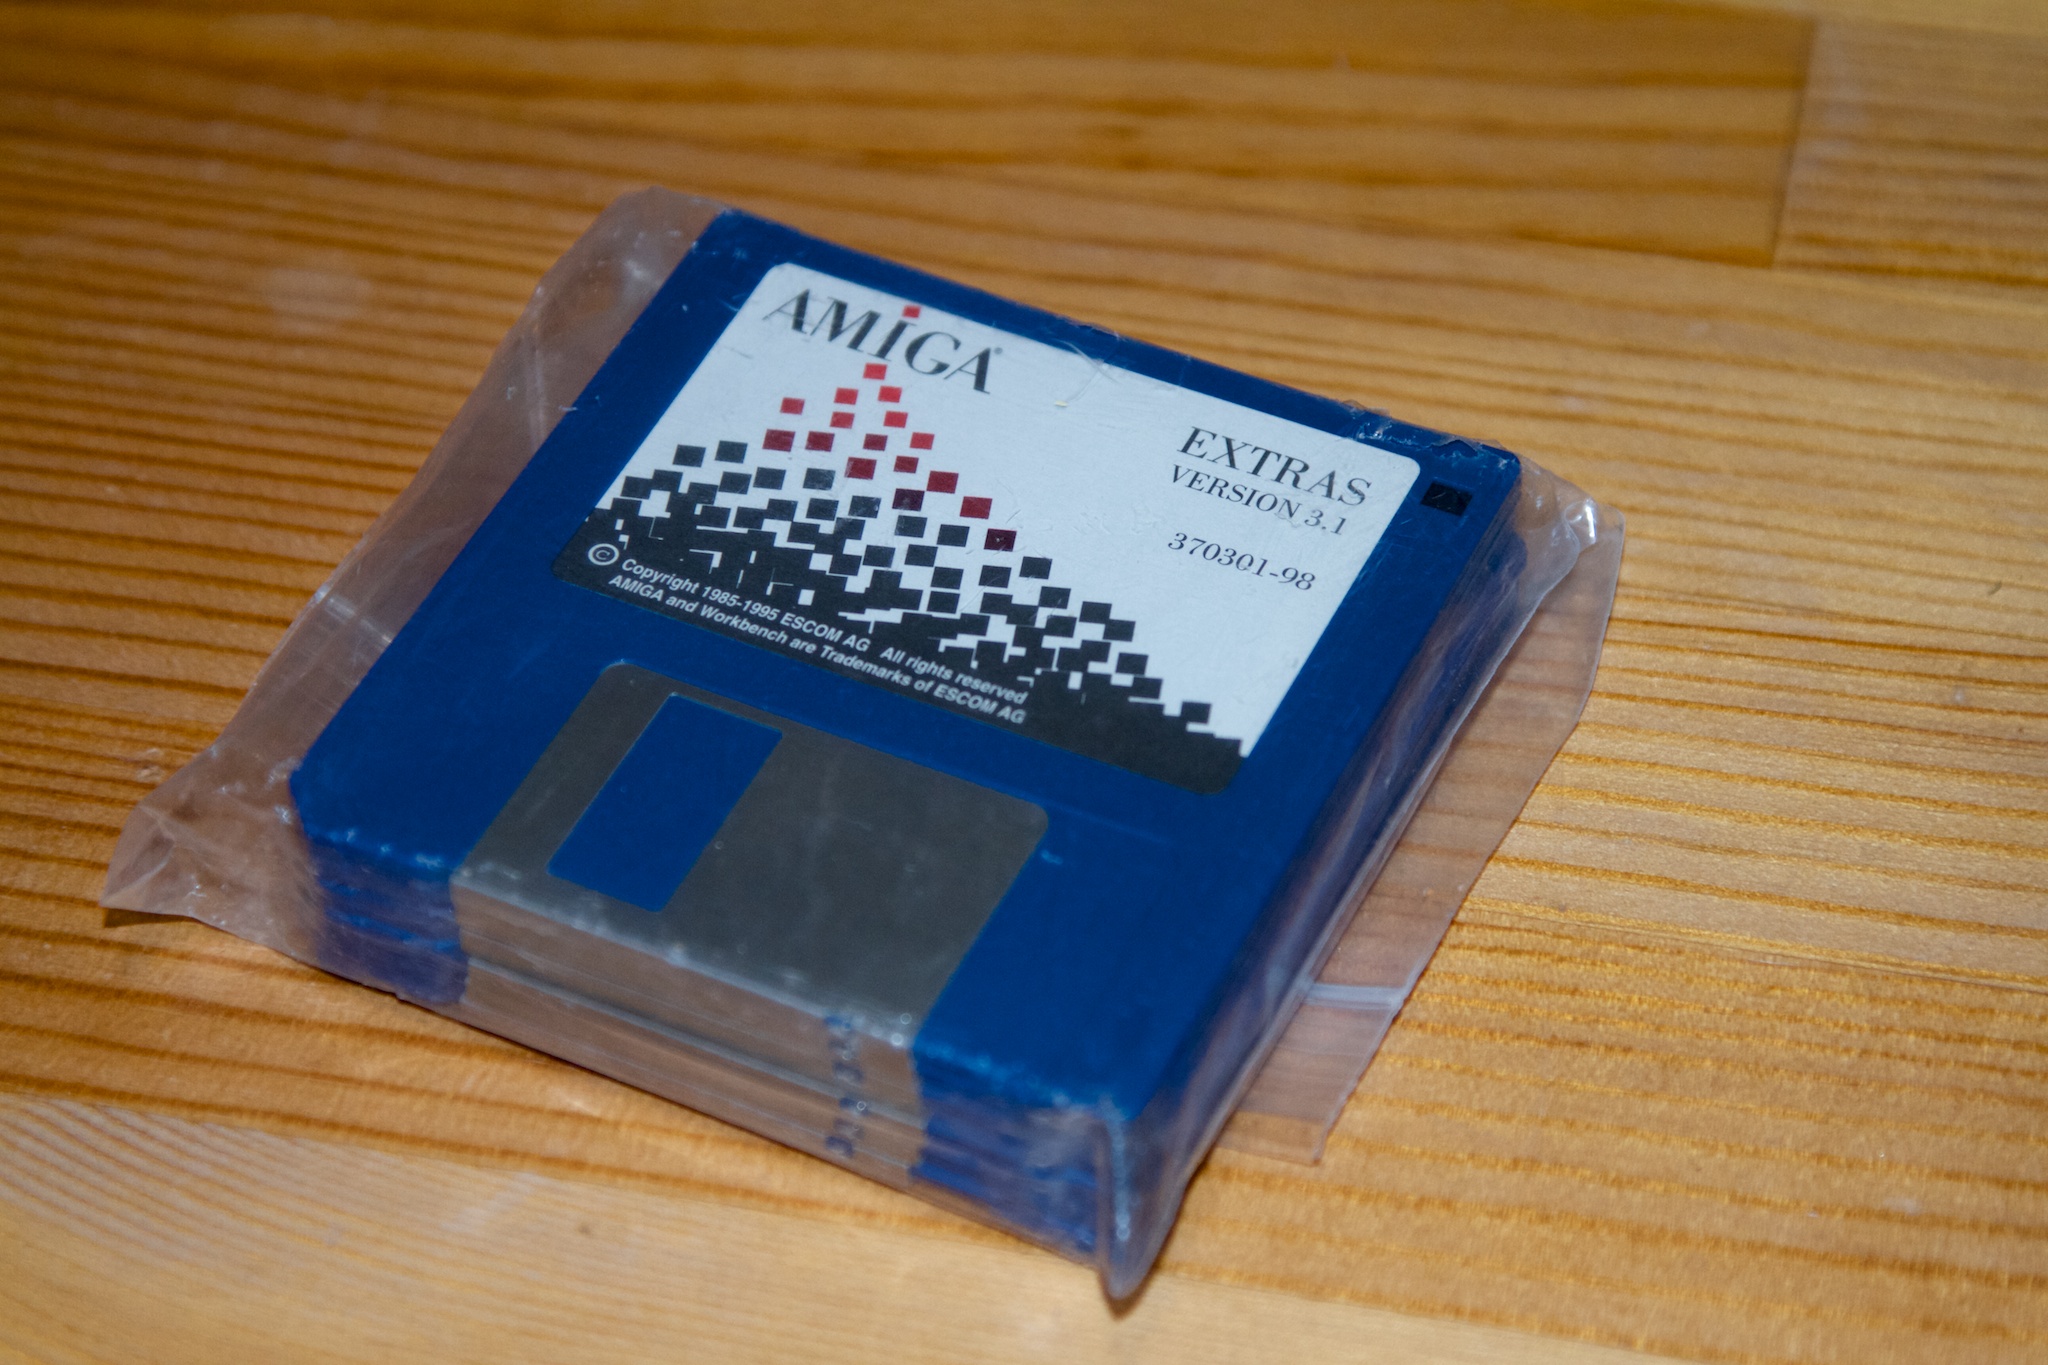 AMIGA®
EXTRAS
VERSION 3.1
370301-98
© Copyright 1985-1995 ESCOM AG All rights reserved
AMIGA and Workbench are Trademarks of ESCOM AG